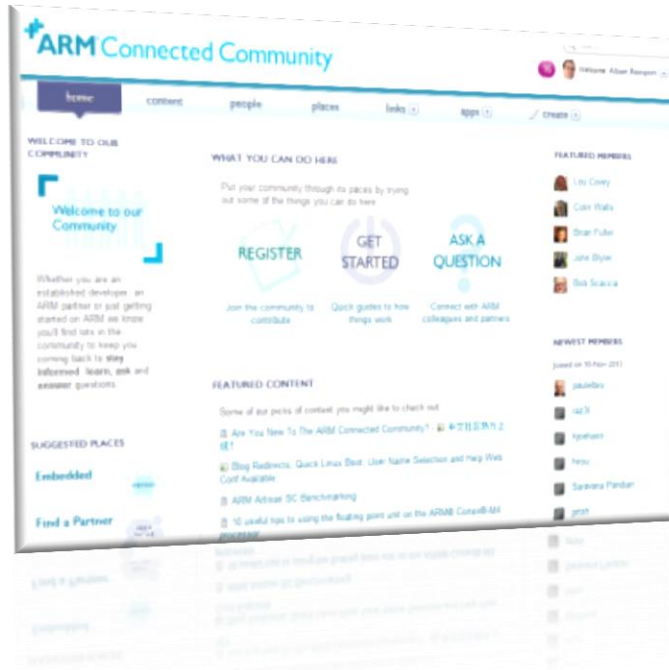 ARM Connected Community
Welcome
home
content
people
places
links
apps
create
WELCOME TO OUR
COMMUNITY
Welcome to our
Community
Whether you are an
established developer, an
ARM partner or just getting
started on ARM we know
you'll find lots in the
community to keep you
coming back to stay
informed, learn, ask and
answer questions
SUGGESTED PLACES
Embedded
Find a Partner
WHAT YOU CAN DO HERE
Put your community through its paces by trying
out some of the things you can do here
REGISTER
Join the community to
contribute
GET
STARTED
Quick guides to how
things work
ASK A
QUESTION
Connect with ARM
colleagues and partners
FEATURED CONTENT
Some of our picks of content you might like to check out
Are You New To The ARM Connected Community? -
Blog Redirects, Quick Links Beat, User Name Selection and Help Web
Conf Available
ARM Artisan SC Benchmarking
10 useful tips to using the floating point unit on the ARM® Cortex®-M4
processor
FEATURED MEMBERS
Lou Covey
Colin Walls
Brian Fuller
John Blyler
Bob Scaccia
NEWEST MEMBERS
Saravana Pandian